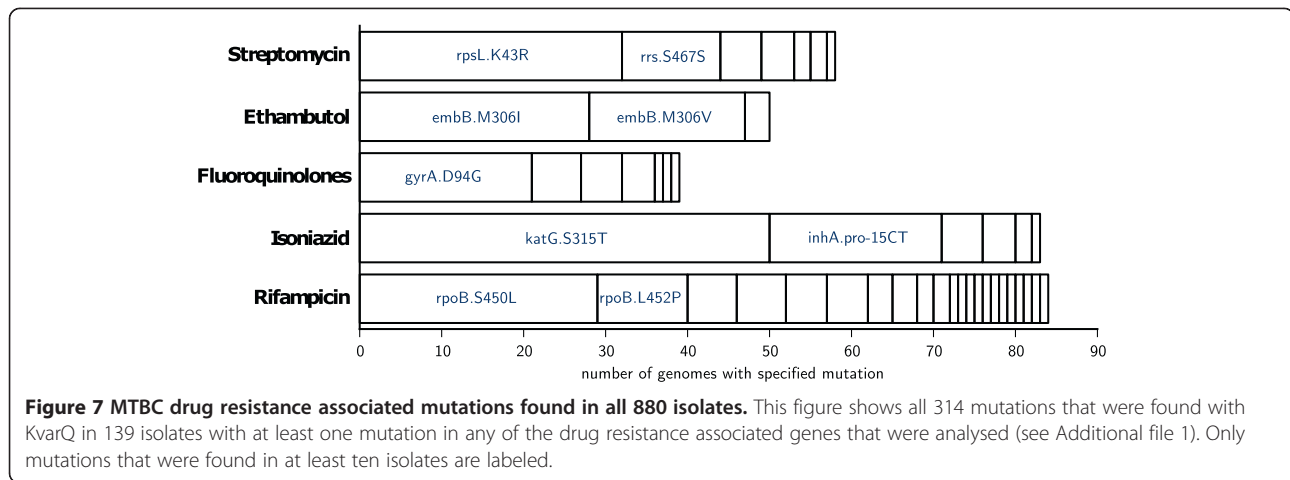 Streptomycin
rpsL.K43R
rrs.S467S
Ethambutol
embB.M306I
embB.M306V
Fluoroquinolones
gyrA.D94G
Isoniazid
katG.S315T
inhA.pro-15CT
Rifampicin
rpoB.S450L
rpoB.L452P
0 10 20 30 40 50 60 70 80 90
number of genomes with specified mutation
Figure 7 MTBC drug resistance associated mutations found in all 880 isolates. This figure shows all 314 mutations that were found with
KvarQ in 139 isolates with at least one mutation in any of the drug resistance associated genes that were analysed (see Additional file 1). Only
mutations that were found in at least ten isolates are labeled.